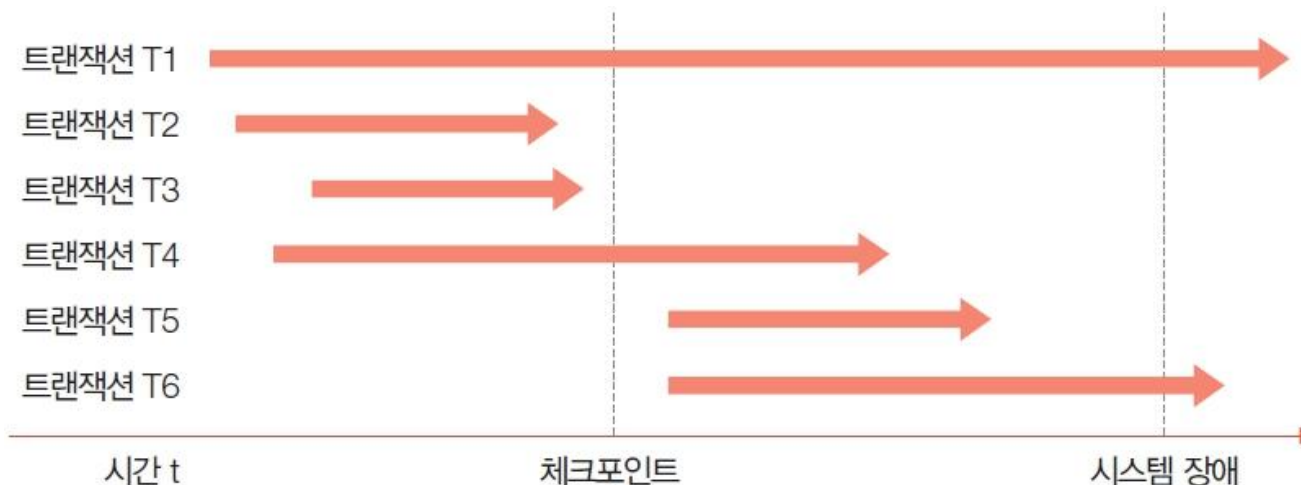 트랜잭션 T1
트랜잭션 T2
트랜잭션 T3
트랜잭션 T4
트랜잭션 T5
트랜잭션 T6
시간 t 체크포인트 시스템 장애